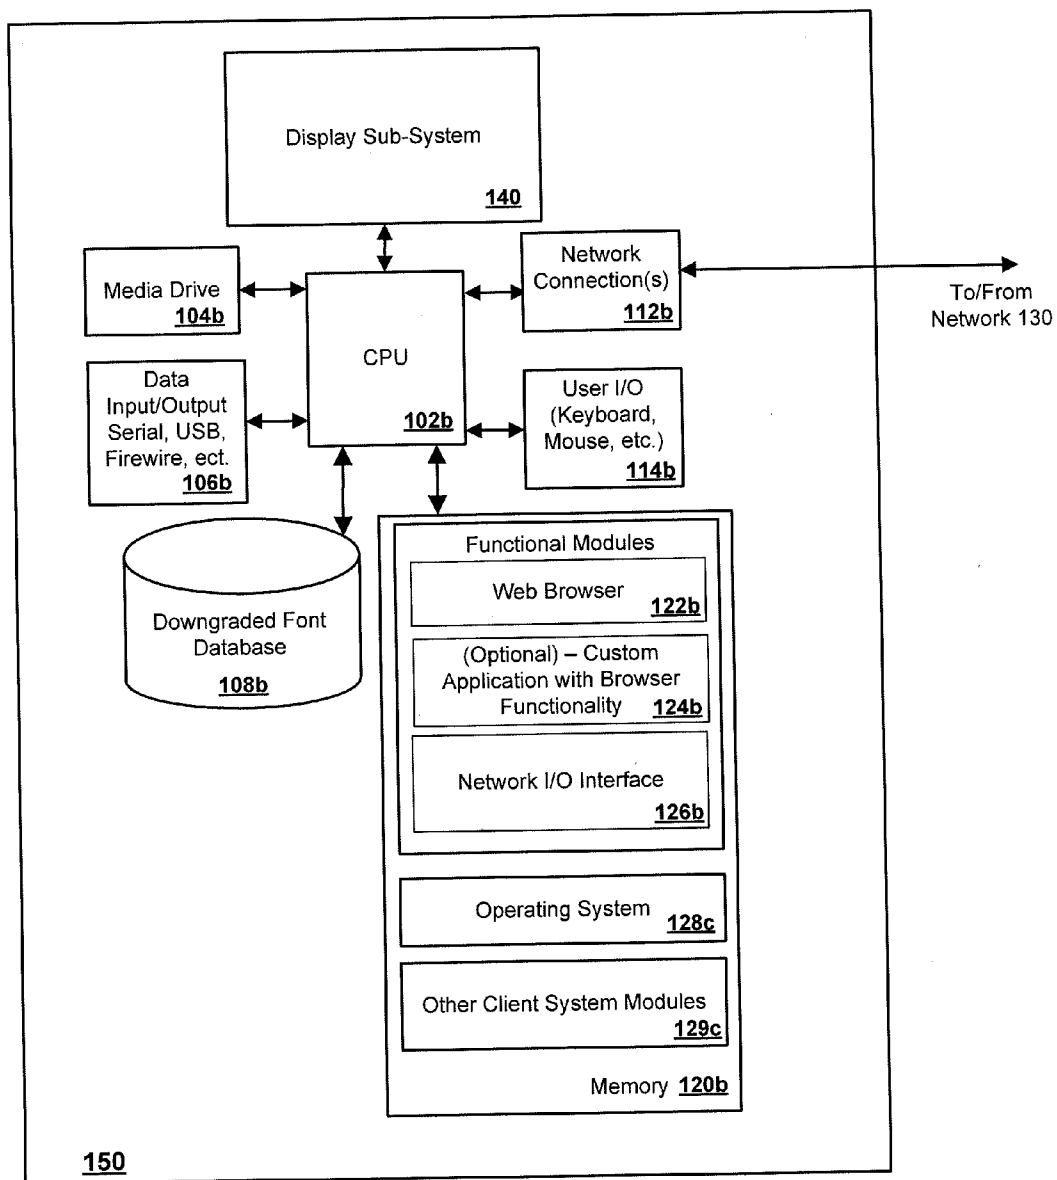 Display Sub-System
140
Media Drive
104b
CPU
102b
Network
Connection(s)
112b
To/From
Network 130
Data
Input/Output
Serial, USB,
Firewire, ect.
106b
User I/O
(Keyboard,
Mouse, etc.)
114b
Downgraded Font
Database
108b
Functional Modules
Web Browser
122b
(Optional) – Custom
Application with Browser
Functionality 124b
Network I/O Interface
126b
Operating System
128c
Other Client System Modules
129c
Memory 120b
150